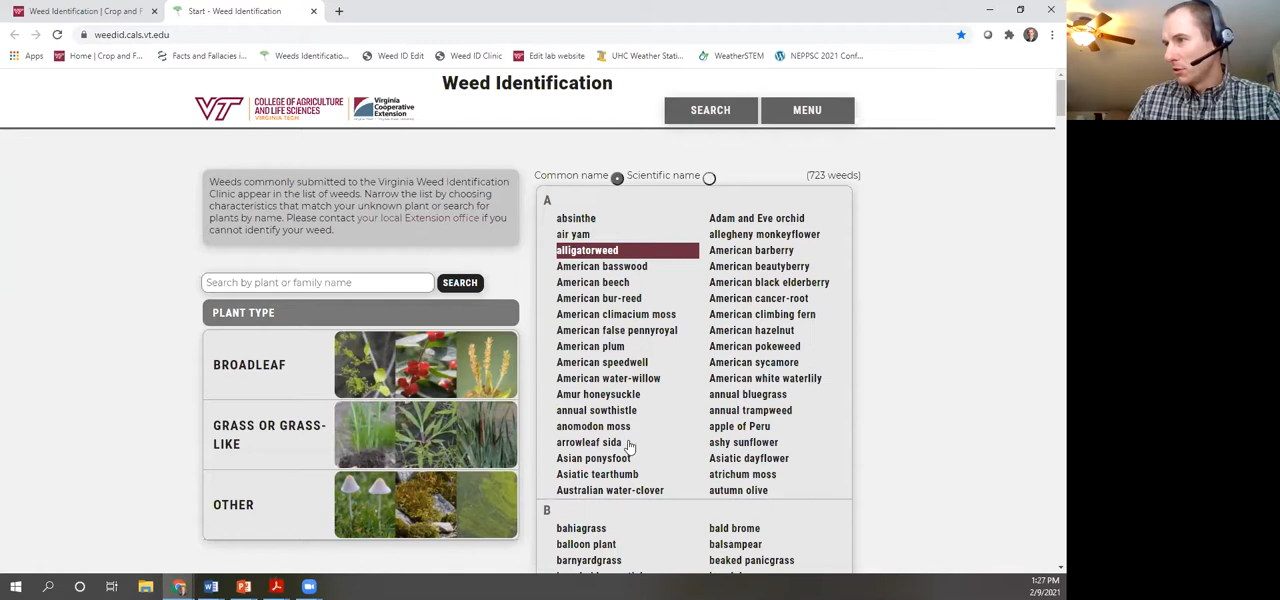 Weed Identification | Crop and F
Start - Weed Identification
weedid.cals.vt.edu
Apps
Home | Crop and F...
Facts and Fallacies i...
Weeds Identificatio...
Weed ID Edit
Weed ID Clinic
Edit lab website
UHC Weather Stati...
WeatherSTEM
NEPPSC 2021 Conf...
Weed Identification
VT
COLLEGE OF AGRICULTURE
AND LIFE SCIENCES
VIRGINIA TECH
Virginia
Cooperative
Extension
SEARCH
MENU
Weeds commonly submitted to the Virginia Weed Identification
Clinic appear in the list of weeds. Narrow the list by choosing
characteristics that match your unknown plant or search for
plants by name. Please contact your local Extension office if you
cannot identify your weed.
Search by plant or family name
SEARCH
PLANT TYPE
BROADLEAF
GRASS OR GRASS-
LIKE
OTHER
Common name
Scientific name
(723 weeds)
A
absinthe
Adam and Eve orchid
air yam
allegheny monkeyflower
alligatorweed
American barberry
American basswood
American beautyberry
American beech
American black elderberry
American bur-reed
American cancer-root
American climacium moss
American climbing fern
American false pennyroyal
American hazelnut
American plum
American pokeweed
American speedwell
American sycamore
American water-willow
American white waterlily
Amur honeysuckle
annual bluegrass
annual sowthistle
annual trampweed
anomodon moss
apple of Peru
arrowleaf sida
ashy sunflower
Asian ponysfoot
Asiatic dayflower
Asiatic tearthumb
atrichum moss
Australian water-clover
autumn olive
B
bahiagrass
bald brome
balloon plant
balsampear
barnyardgrass
beaked panicgrass
1:27 PM
2/9/2021